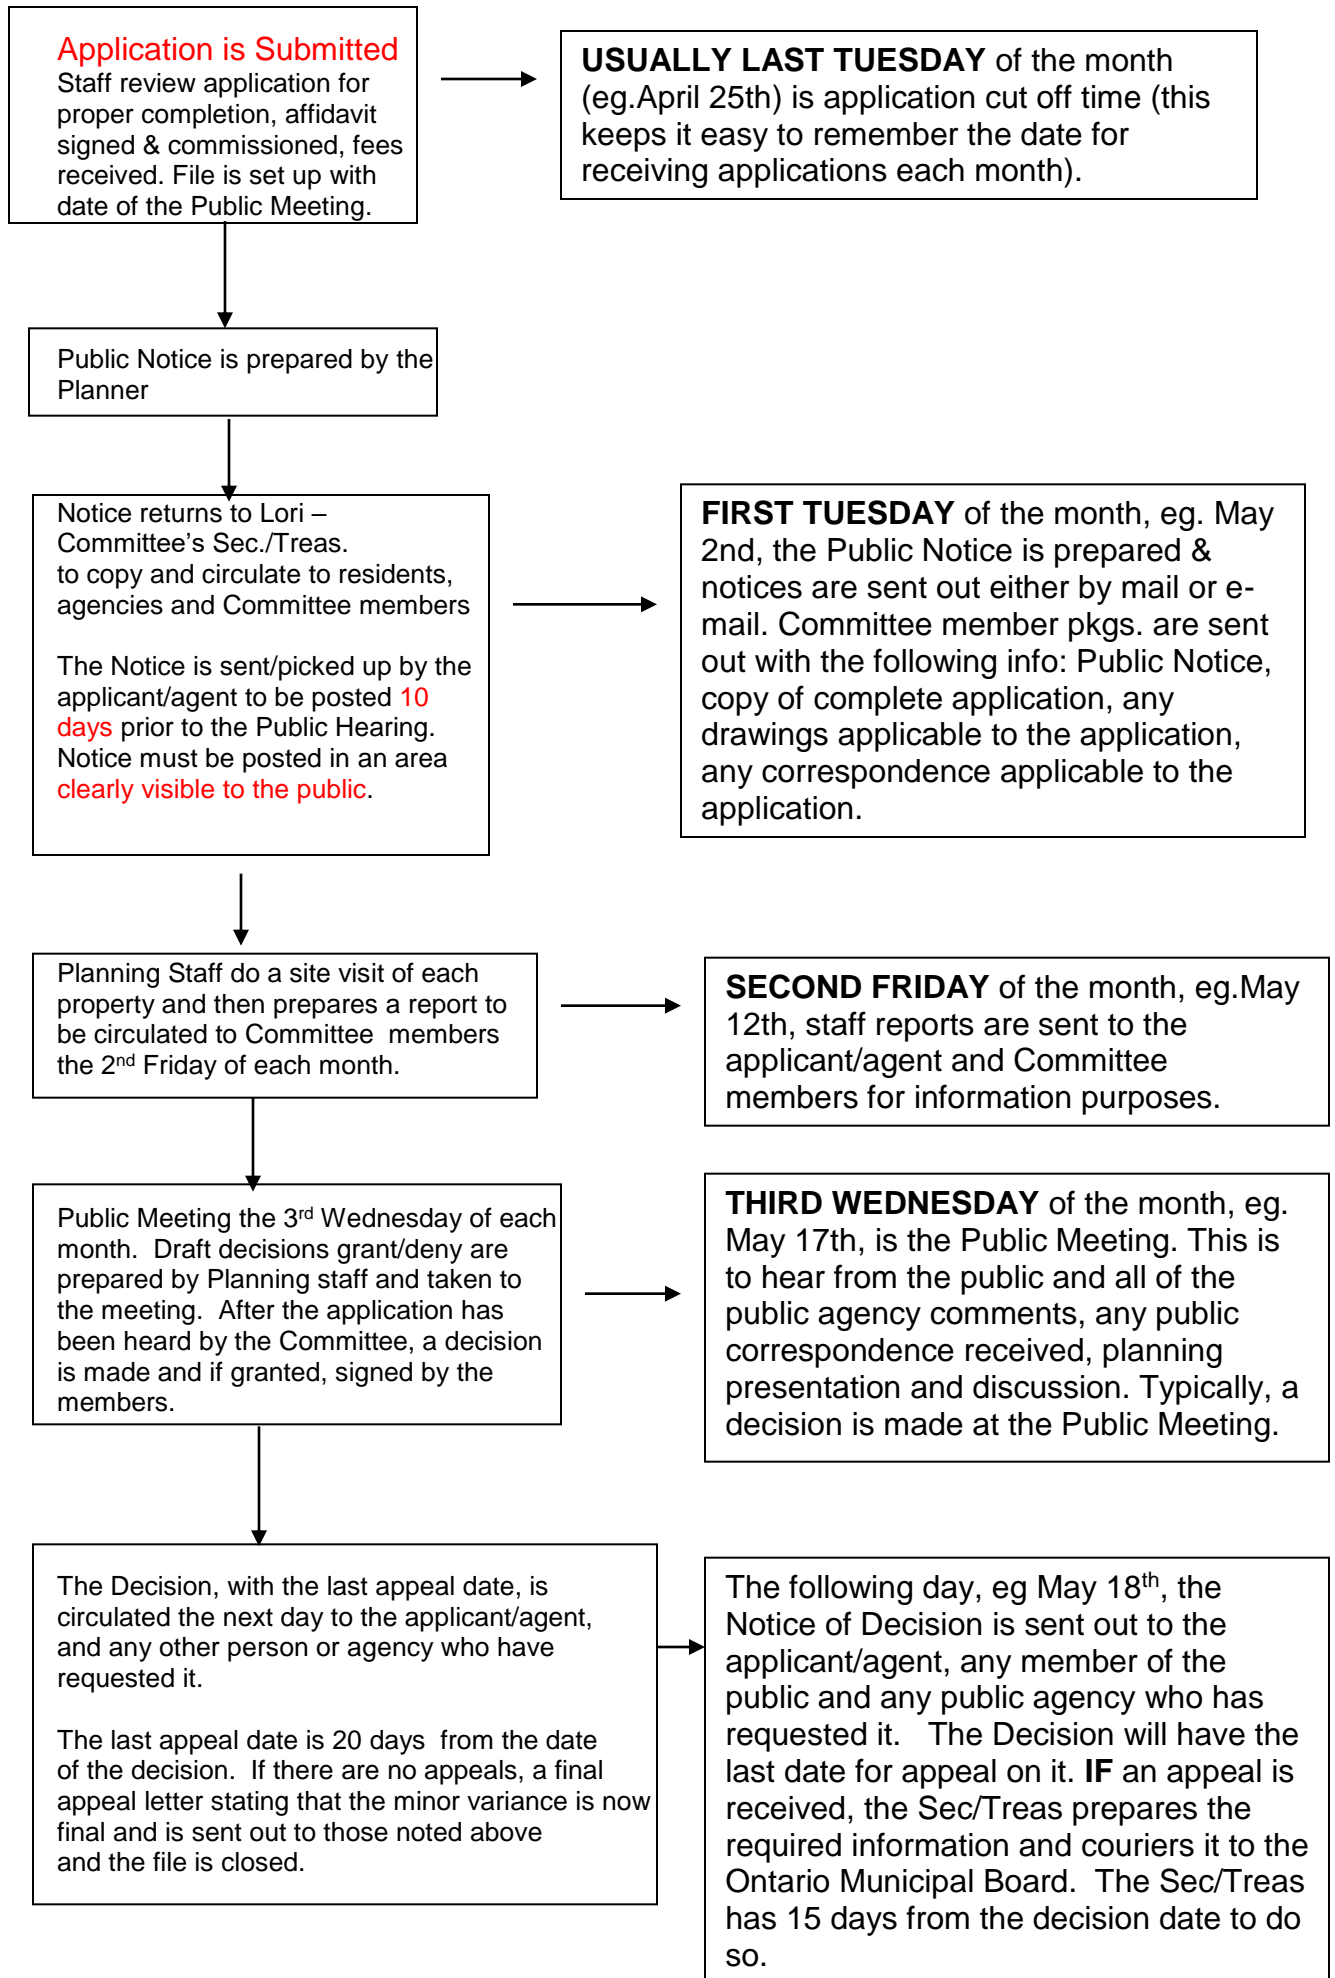 Application is Submitted
Staff review application for
proper completion, affidavit
signed & commissioned, fees
received. File is set up with
date of the Public Meeting.
USUALLY LAST TUESDAY of the month
(eg.April 25th) is application cut off time (this
keeps it easy to remember the date for
receiving applications each month).
Public Notice is prepared by the
Planner
Notice returns to Lori –
Committee’s Sec./Treas.
to copy and circulate to residents,
agencies and Committee members
The Notice is sent/picked up by the
applicant/agent to be posted 10
days prior to the Public Hearing.
Notice must be posted in an area
clearly visible to the public.
FIRST TUESDAY of the month, eg. May
2nd, the Public Notice is prepared &
notices are sent out either by mail or e-
mail. Committee member pkgs. are sent
out with the following info: Public Notice,
copy of complete application, any
drawings applicable to the application,
any correspondence applicable to the
application.
Planning Staff do a site visit of each
property and then prepares a report to
be circulated to Committee  members
the 2nd Friday of each month.
SECOND FRIDAY of the month, eg.May
12th, staff reports are sent to the
applicant/agent and Committee
members for information purposes.
Public Meeting the 3rd Wednesday of each
month.  Draft decisions grant/deny are
prepared by Planning staff and taken to
the meeting.  After the application has
been heard by the Committee, a decision
is made and if granted, signed by the
members.
THIRD WEDNESDAY of the month, eg.
May 17th, is the Public Meeting. This is
to hear from the public and all of the
public agency comments, any public
correspondence received, planning
presentation and discussion. Typically, a
decision is made at the Public Meeting.
The Decision, with the last appeal date, is
circulated the next day to the applicant/agent,
and any other person or agency who have
requested it.
The last appeal date is 20 days  from the date
of the decision.  If there are no appeals, a final
appeal letter stating that the minor variance is now
final and is sent out to those noted above
and the file is closed.
The following day, eg May 18th, the
Notice of Decision is sent out to the
applicant/agent, any member of the
public and any public agency who has
requested it.   The Decision will have the
last date for appeal on it. IF an appeal is
received, the Sec/Treas prepares the
required information and couriers it to the
Ontario Municipal Board.  The Sec/Treas
has 15 days from the decision date to do
so.